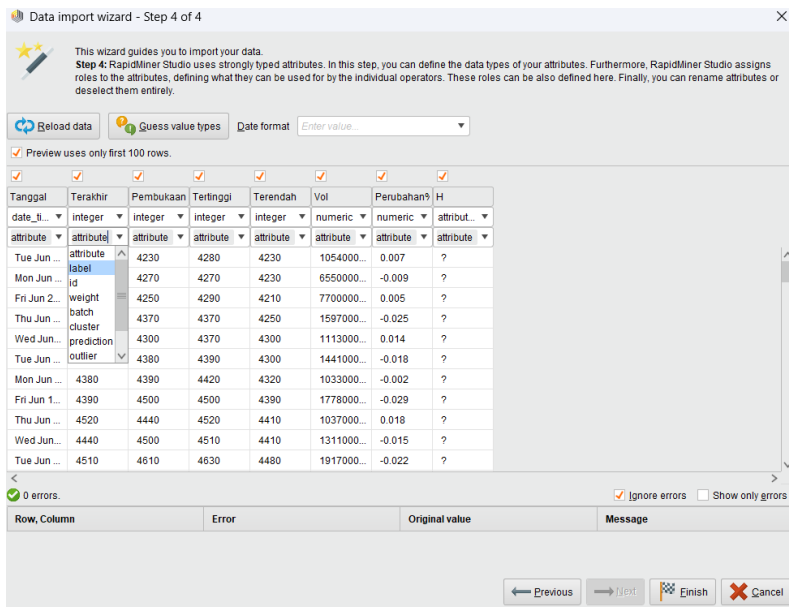 Data import wizard - Step 4 of 4
This wizard guides you to import your data.
Step 4: RapidMiner Studio uses strongly typed attributes. In this step, you can define the data types of your attributes. Furthermore, RapidMiner Studio assigns
roles to the attributes, defining what they can be used for by the individual operators. These roles can be also defined here. Finally, you can rename attributes or
deselect them entirely.
Reload data Guess value types Date format Enter value...
Preview uses only first 100 rows.
Tanggal Terakhir Pembukaan Tertinggi Terendah Vol Perubahan% H
date_ti... integer integer integer integer numeric numeric attribut...
attribute attribute attribute attribute attribute attribute attribute attribute
attribute
label
id
weight
batch
cluster
prediction
outlier
Tue Jun ... 4230 4280 4230 1054000... 0.007 ?
Mon Jun ... 4270 4270 4230 6550000... -0.009 ?
Fri Jun 2... 4250 4290 4210 7700000... 0.005 ?
Thu Jun ... 4370 4370 4250 1597000... -0.025 ?
Wed Jun... 4300 4370 4300 1113000... 0.014 ?
Tue Jun ... 4380 4390 4300 1441000... -0.018 ?
Mon Jun ... 4380 4390 4420 4320 1033000... -0.002 ?
Fri Jun 1... 4390 4500 4500 4390 1778000... -0.029 ?
Thu Jun ... 4520 4440 4520 4410 1037000... 0.018 ?
Wed Jun... 4440 4500 4510 4410 1311000... -0.015 ?
Tue Jun ... 4510 4610 4630 4480 1917000... -0.022 ?
0 errors. Ignore errors Show only errors
Row, Column Error Original value Message
Previous Next Finish Cancel